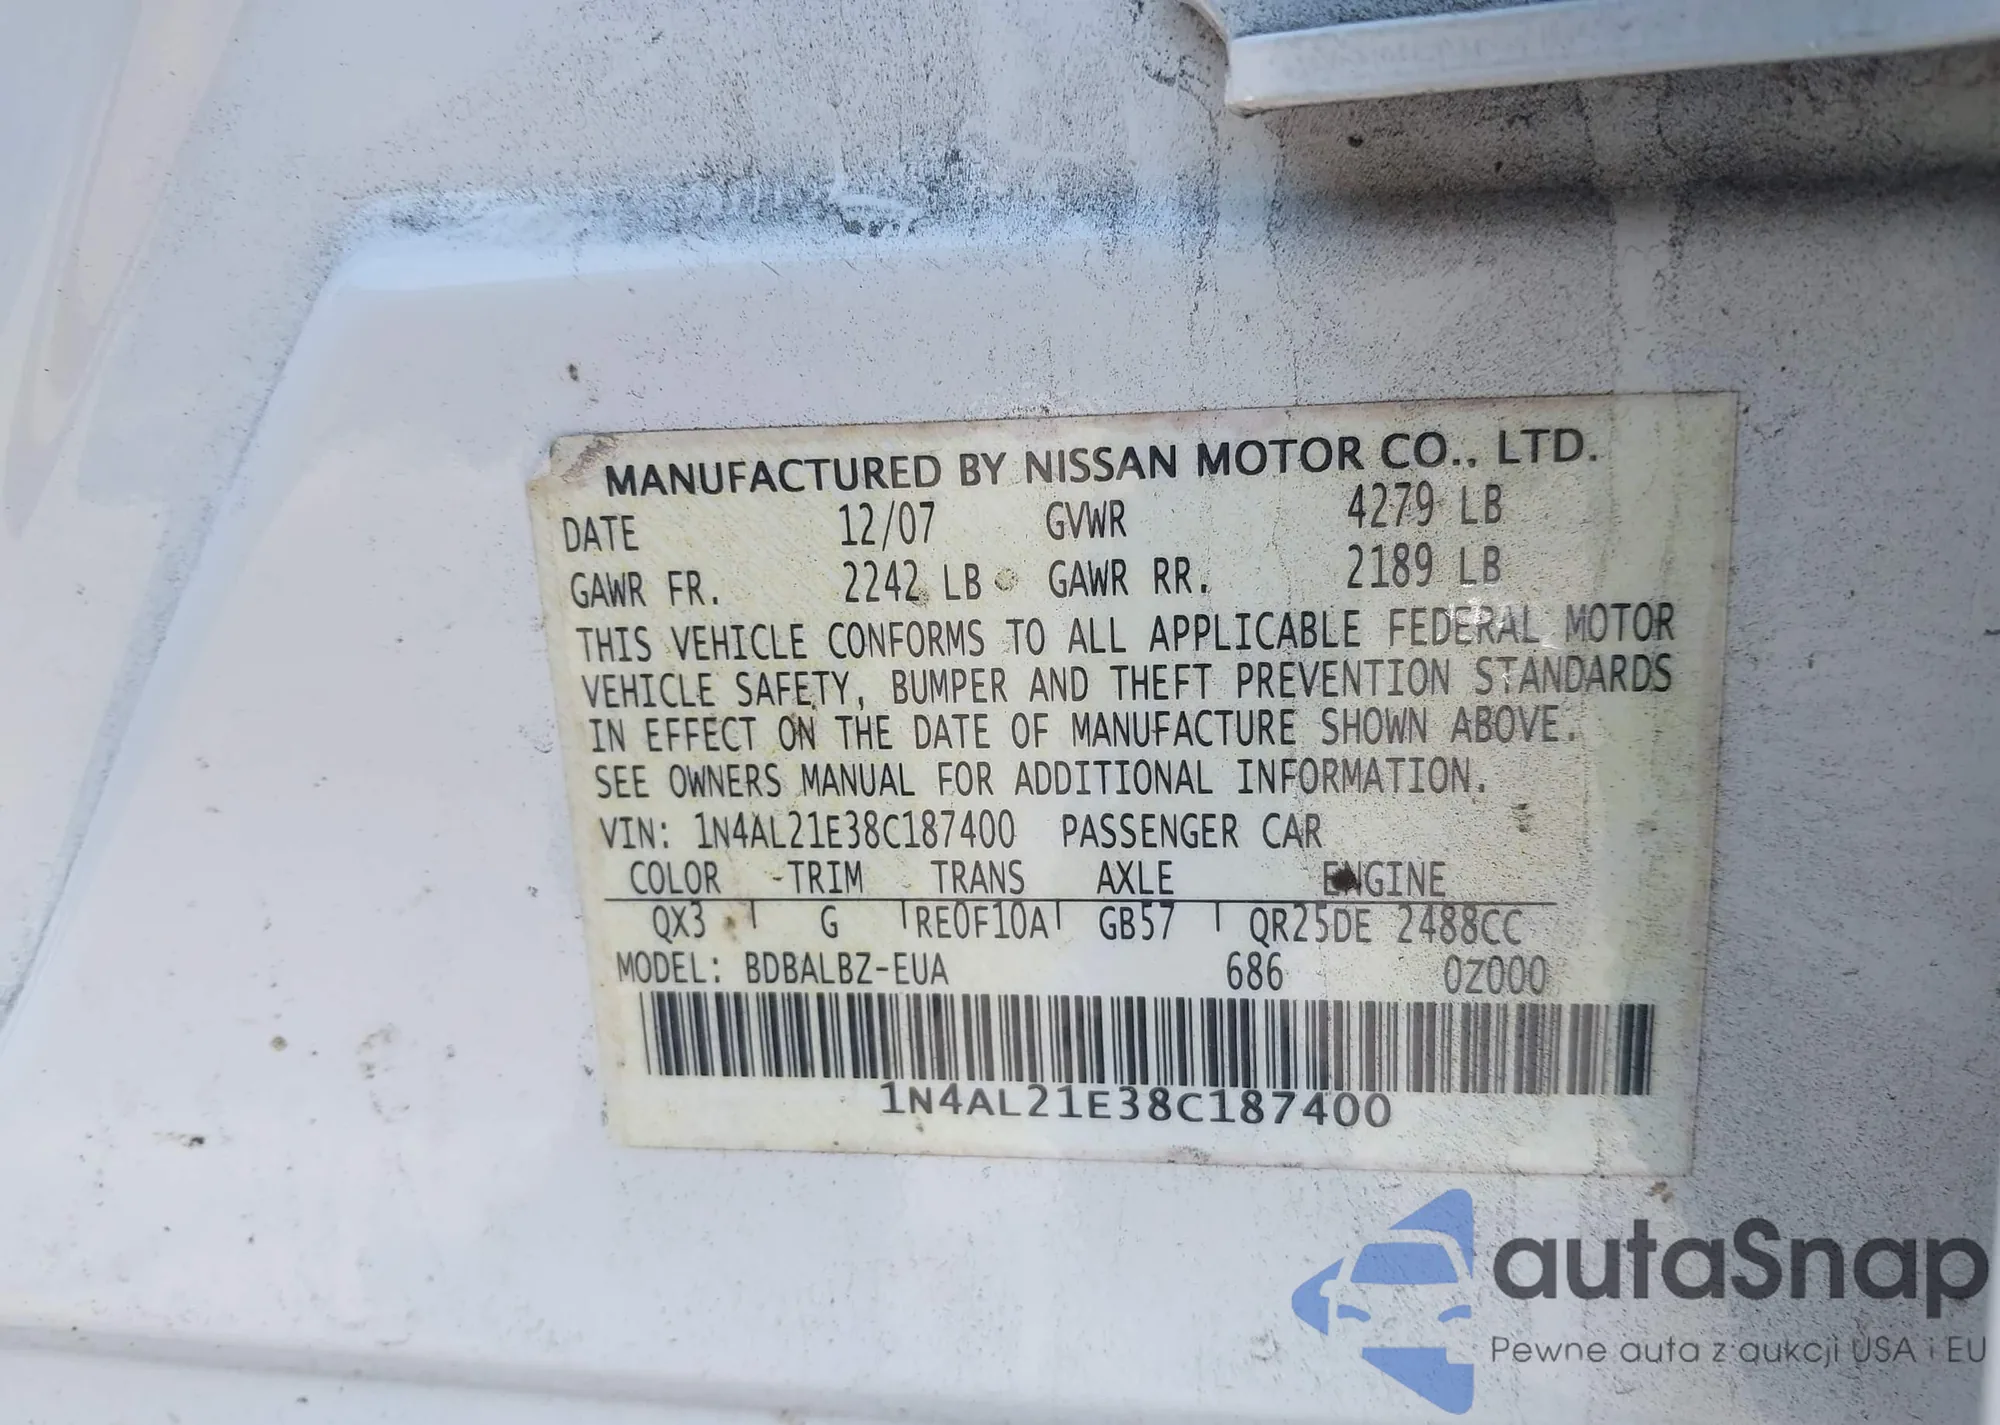 MANUFACTURED BY NISSAN MOTOR CO., LTD.
DATE 12/07 GVWR 4279 LB
GAWR FR. 2242 LB GAWR RR. 2189 LB
THIS VEHICLE CONFORMS TO ALL APPLICABLE FEDERAL MOTOR
VEHICLE SAFETY, BUMPER AND THEFT PREVENTION STANDARDS
IN EFFECT ON THE DATE OF MANUFACTURE SHOWN ABOVE.
SEE OWNERS MANUAL FOR ADDITIONAL INFORMATION.
VIN: 1N4AL21E38C187400 PASSENGER CAR
COLOR TRIM TRANS AXLE ENGINE
QX3 G RE0F10A GB57 QR25DE 2488CC
MODEL: BDBALBZ-EUA 686 0Z000
1N4AL21E38C187400
autaSnap
Pewne auta z aukcji USA i EU